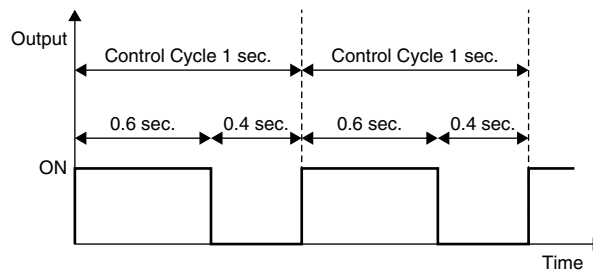 Output
Control Cycle 1 sec. Control Cycle 1 sec.
0.6 sec. 0.4 sec. 0.6 sec. 0.4 sec.
ON
Time